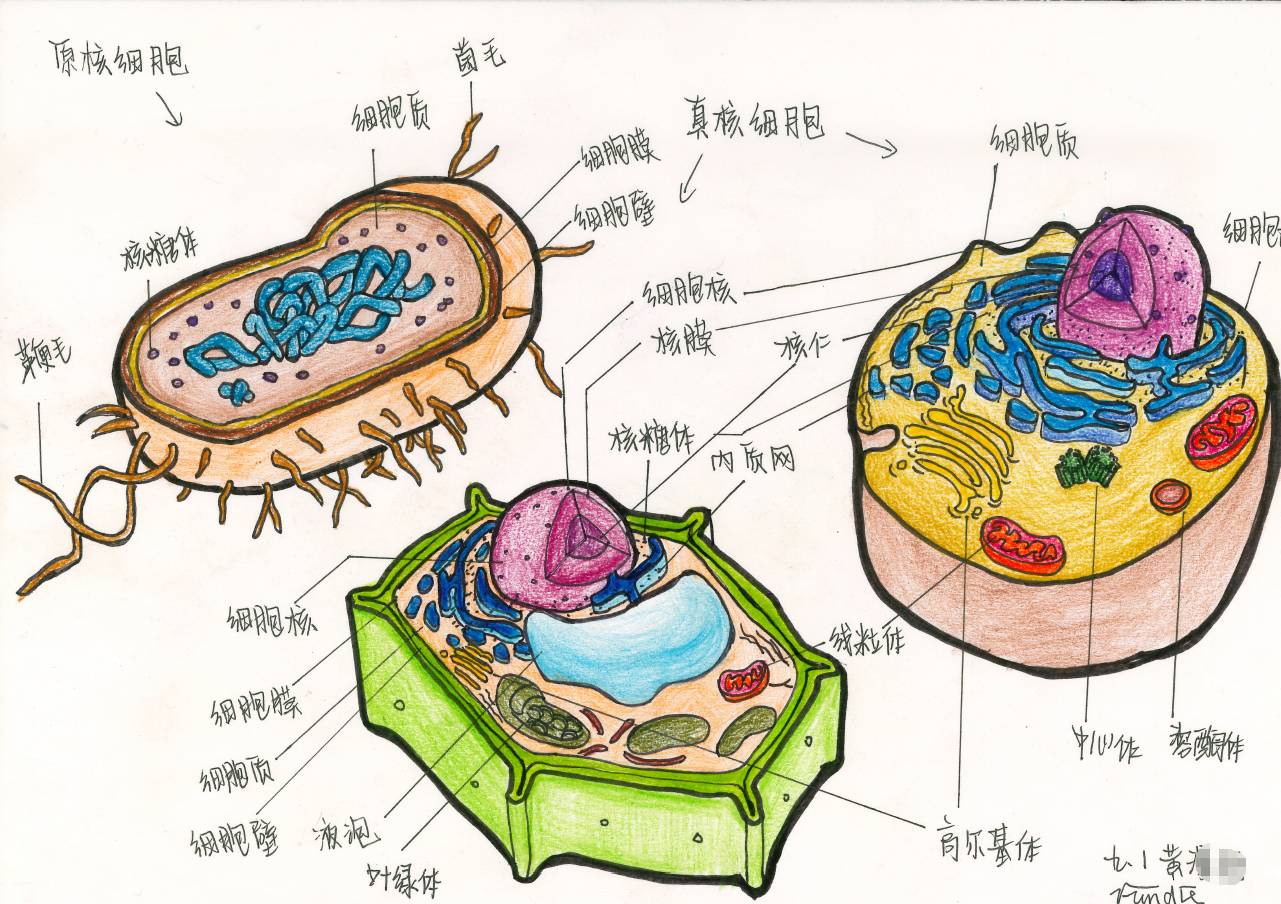 原核细胞
菌毛
细胞质
真核细胞
细胞质
细胞膜
细胞壁
核糖体
细胞
细胞核
核膜
核仁
鞭毛
核糖体
内质网
细胞核
线粒体
细胞膜
中心体
细胞质
细胞壁
液泡
高尔基体
叶绿体
七1黄